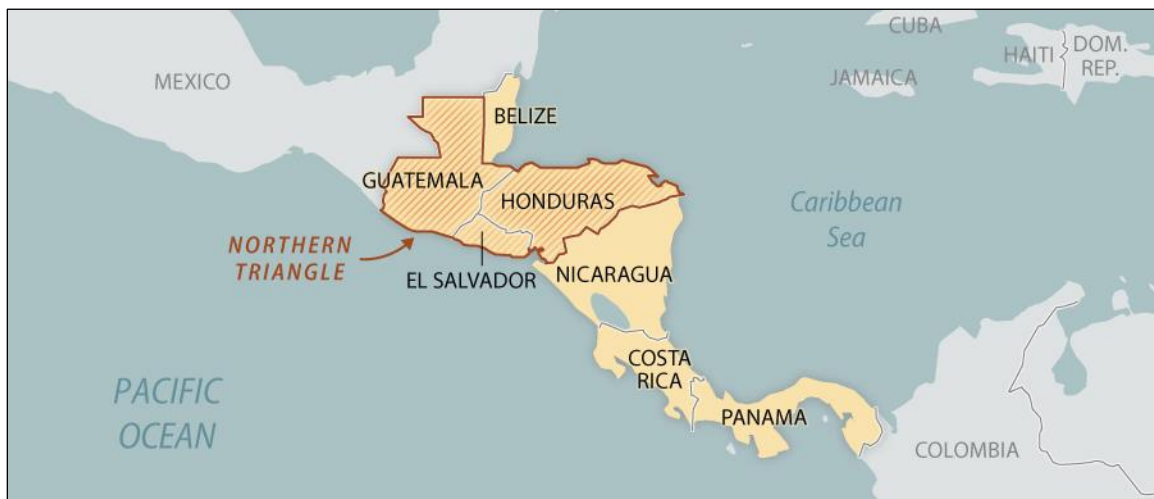 CUBA
HAITI
DOM.
REP.
MEXICO
JAMAICA
BELIZE
GUATEMALA
HONDURAS
Caribbean
Sea
NORTHERN
TRIANGLE
EL SALVADOR
NICARAGUA
COSTA
RICA
PACIFIC
OCEAN
PANAMA
COLOMBIA